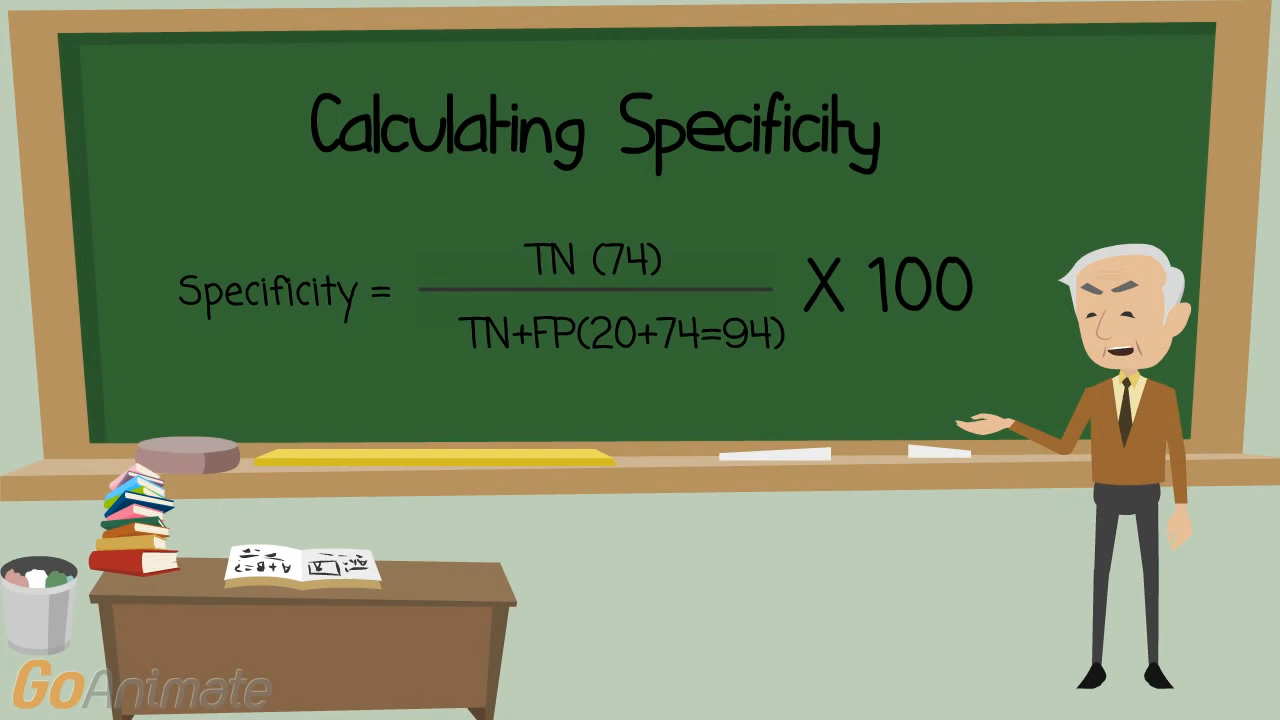 Calculating Specificity
TN (74)
Specificity =
X 100
TN+FP(20+74=94)
A+B=?
GoAnimate